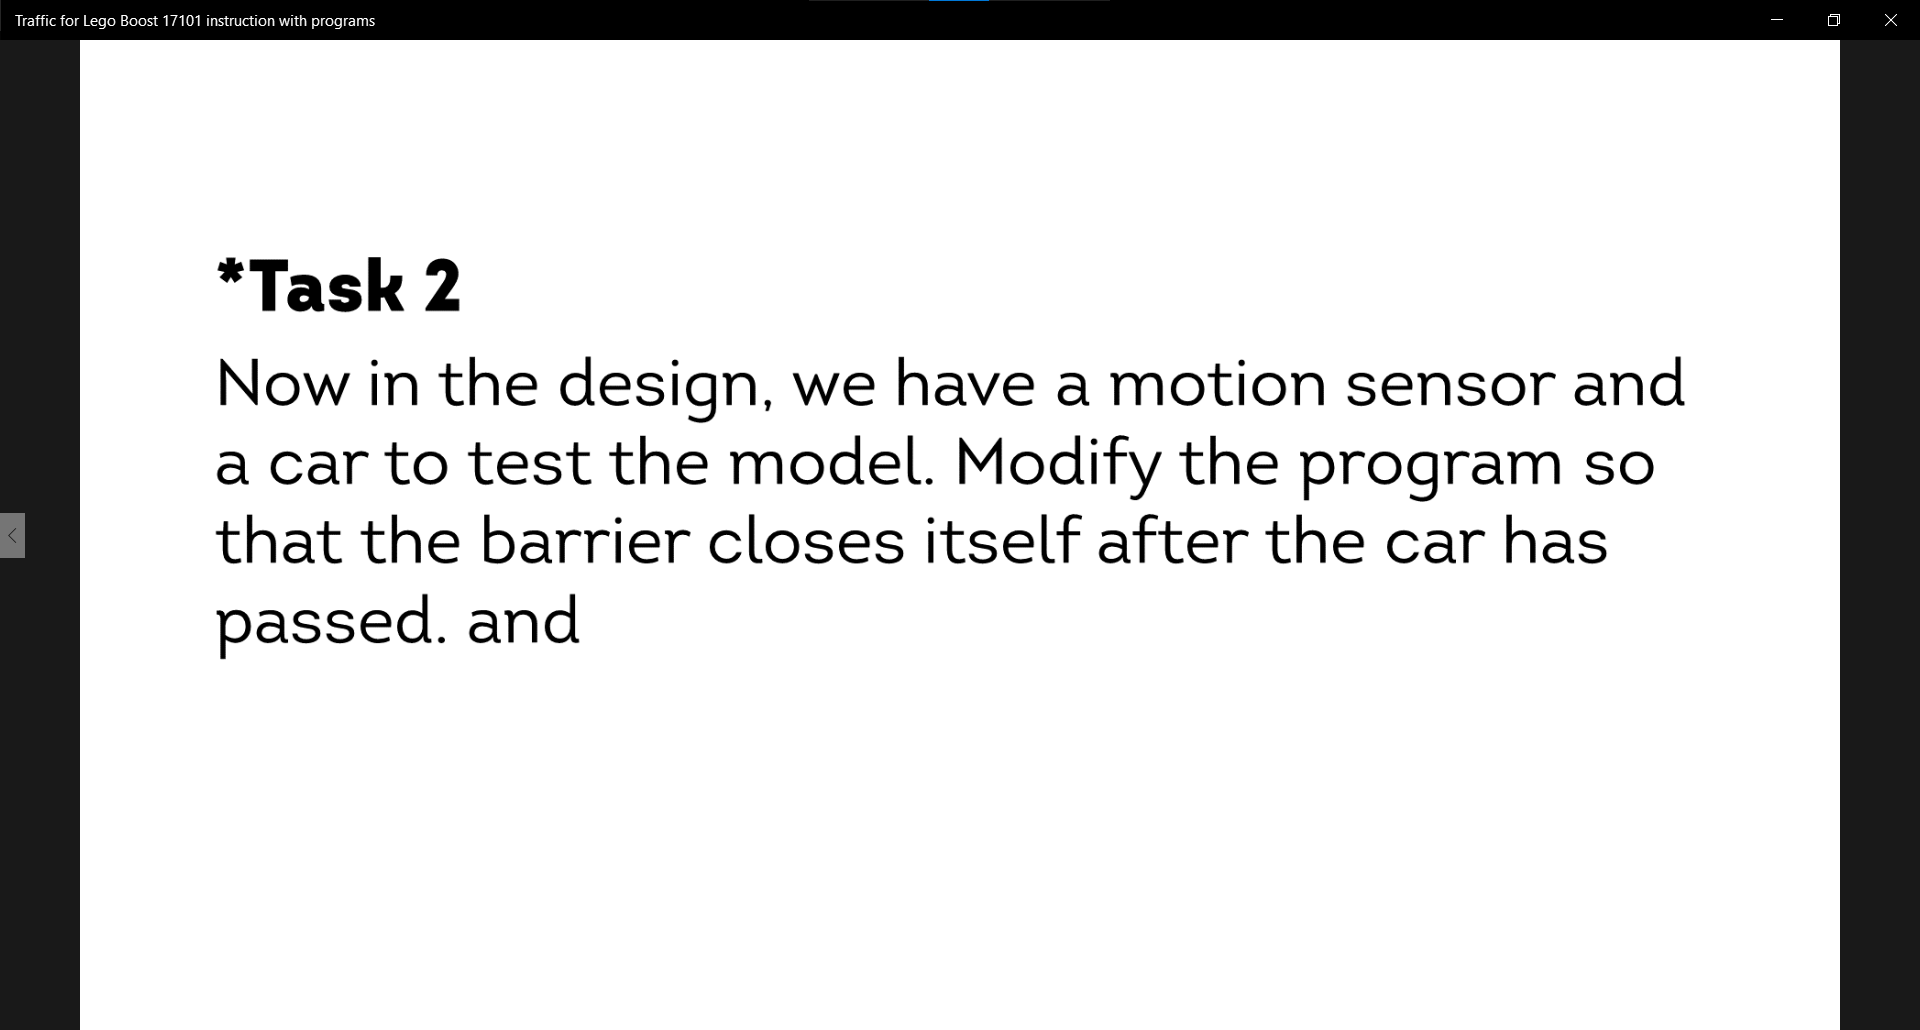 Traffic for Lego Boost 17101 instruction with programs
*Task 2
Now in the design, we have a motion sensor and
a car to test the model. Modify the program so
that the barrier closes itself after the car has
passed. and